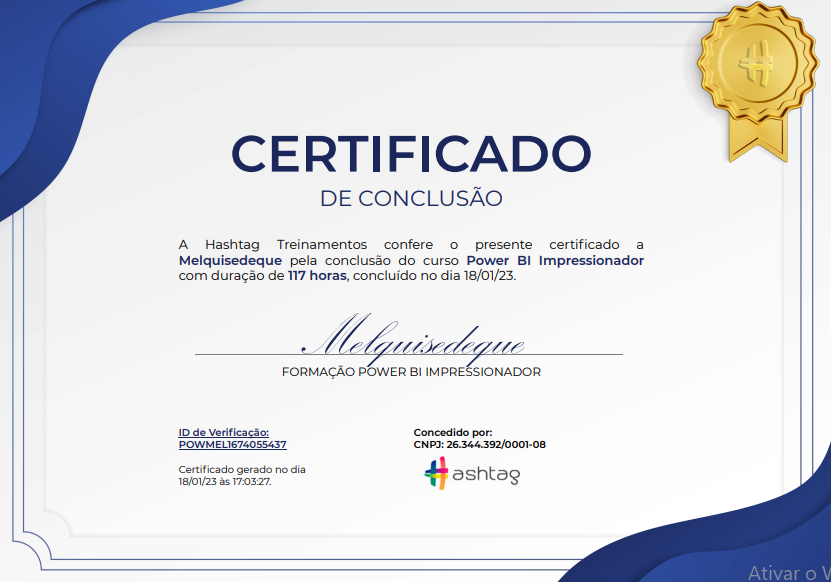 CERTIFICADO
DE CONCLUSÃO
A Hashtag Treinamentos confere o presente certificado a
Melquisedeque pela conclusão do curso Power BI Impressionador
com duração de 117 horas, concluído no dia 18/01/23.
Melquisedeque
FORMAÇÃO POWER BI IMPRESSIONADOR
ID de Verificação:
POWMEL1674055437
Certificado gerado no dia
18/01/23 às 17:03:27.
Concedido por:
CNPJ: 26.344.392/0001-08
ashtag
Ativar o